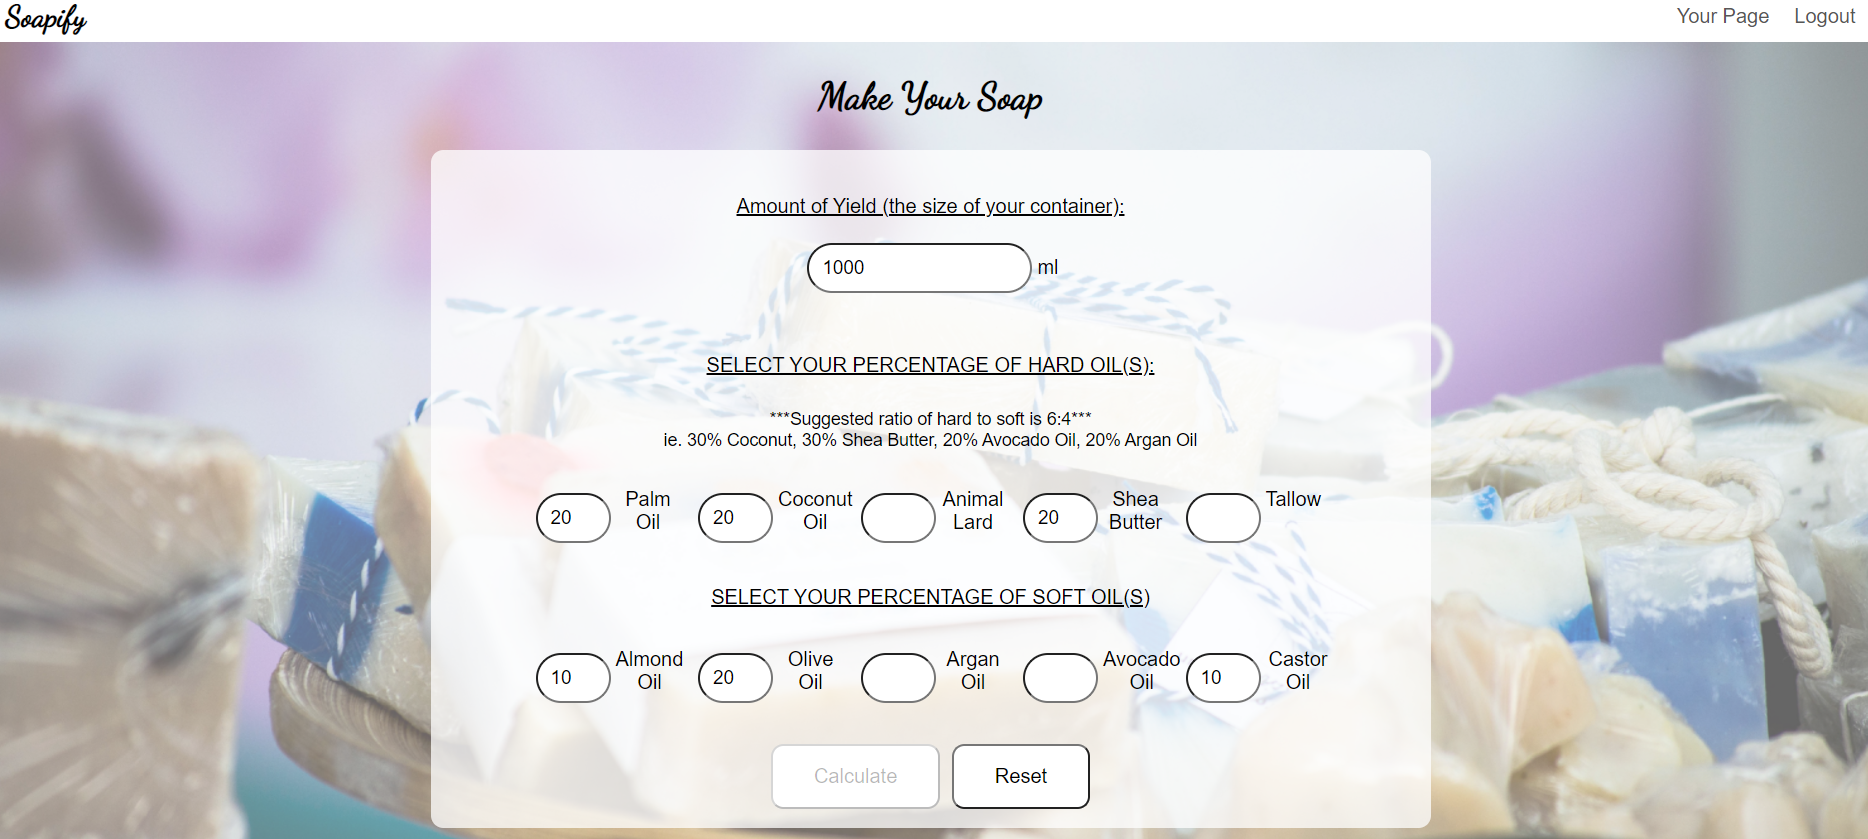 Soapify
Your Page Logout
Make Your Soap
Amount of Yield (the size of your container):
1000 ml
SELECT YOUR PERCENTAGE OF HARD OIL(S):
***Suggested ratio of hard to soft is 6:4***
ie. 30% Coconut, 30% Shea Butter, 20% Avocado Oil, 20% Argan Oil
20 Palm Oil 20 Coconut Oil Animal Lard 20 Shea Butter Tallow
SELECT YOUR PERCENTAGE OF SOFT OIL(S)
10 Almond Oil 20 Olive Oil Argan Oil Avocado Oil 10 Castor Oil
Calculate Reset